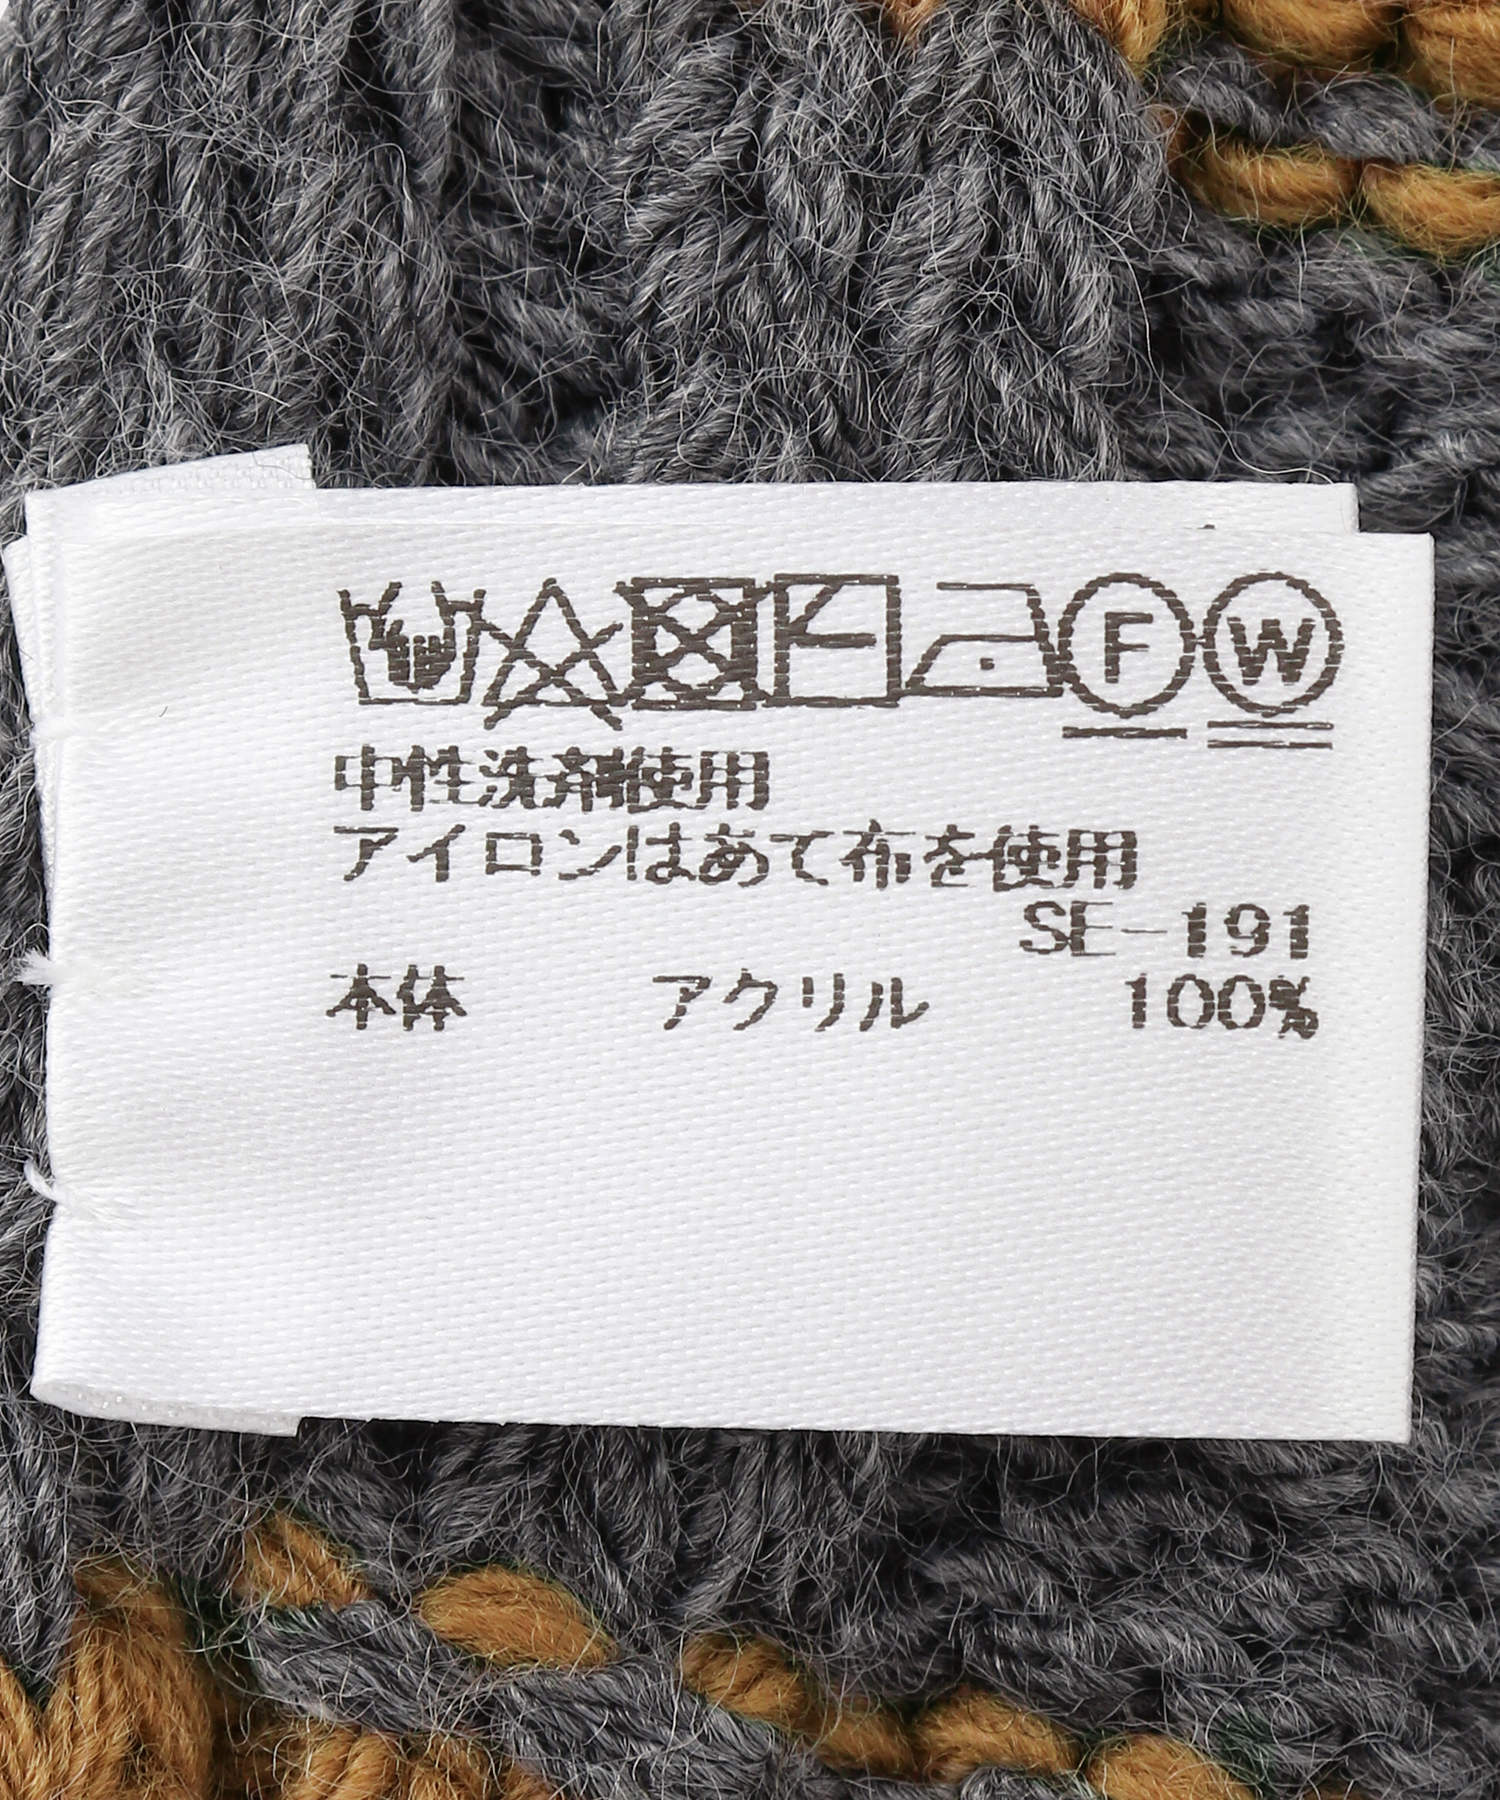 F W
中性洗剤使用
アイロンはあて布を使用
SE-191
本体 アクリル 100%